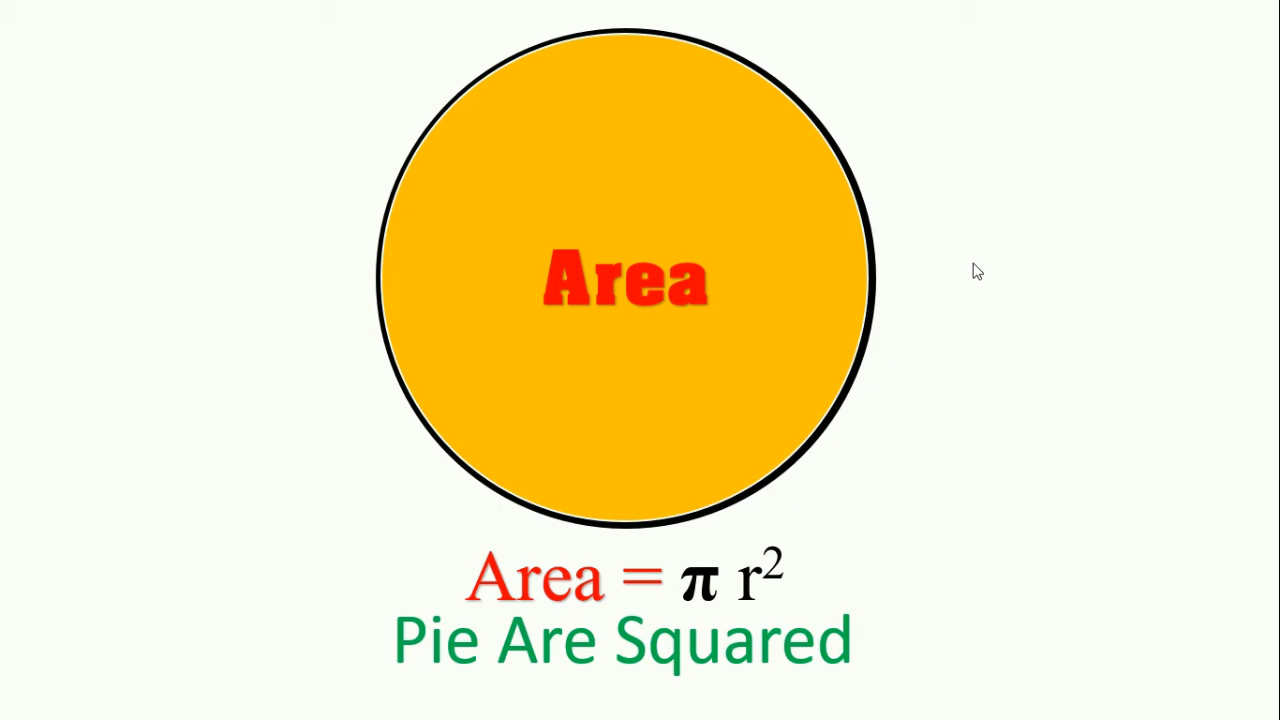 Area
Area = π r²
Pie Are Squared